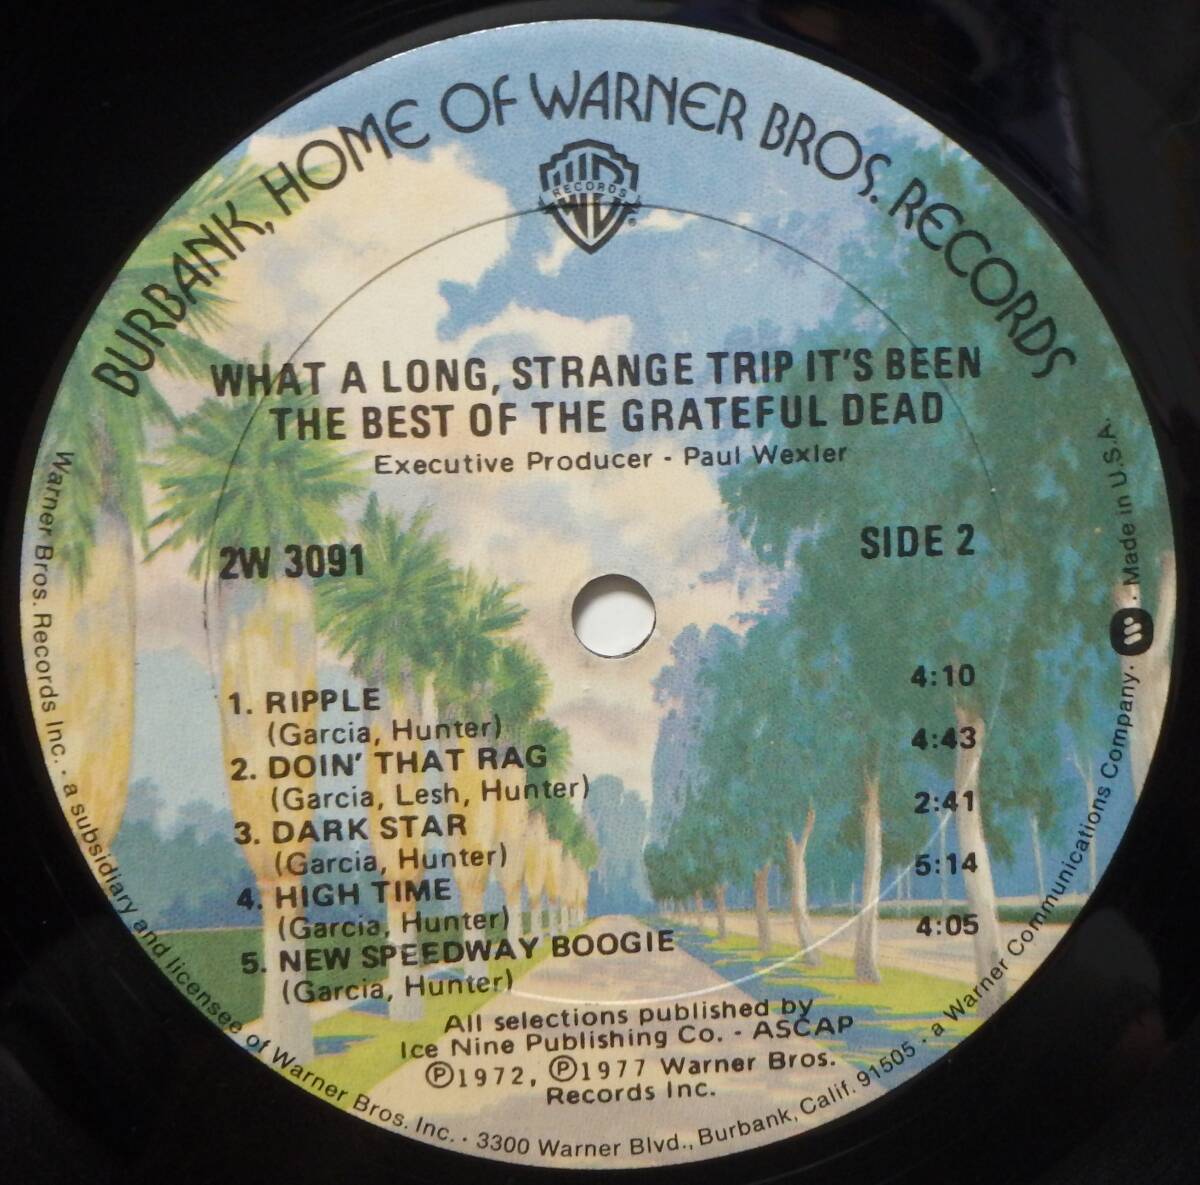 BURBANK, HOME OF WARNER BROS. RECORDS
WB RECORDS ®
WHAT A LONG, STRANGE TRIP IT'S BEEN
THE BEST OF THE GRATEFUL DEAD
Executive Producer - Paul Wexler
2W 3091
SIDE 2
1. RIPPLE 4:10
(Garcia, Hunter)
2. DOIN' THAT RAG 4:43
(Garcia, Lesh, Hunter)
3. DARK STAR 2:41
(Garcia, Hunter)
4. HIGH TIME 5:14
(Garcia, Hunter)
5. NEW SPEEDWAY BOOGIE 4:05
(Garcia, Hunter)
All selections published by
Ice Nine Publishing Co. - ASCAP
℗1972, ℗1977 Warner Bros.
Records Inc.
Warner Bros. Records Inc. · a subsidiary and licensee of Warner Bros. Inc. · 3300 Warner Blvd., Burbank, Calif. 91505 · a Warner Communications Company · Made in U.S.A.